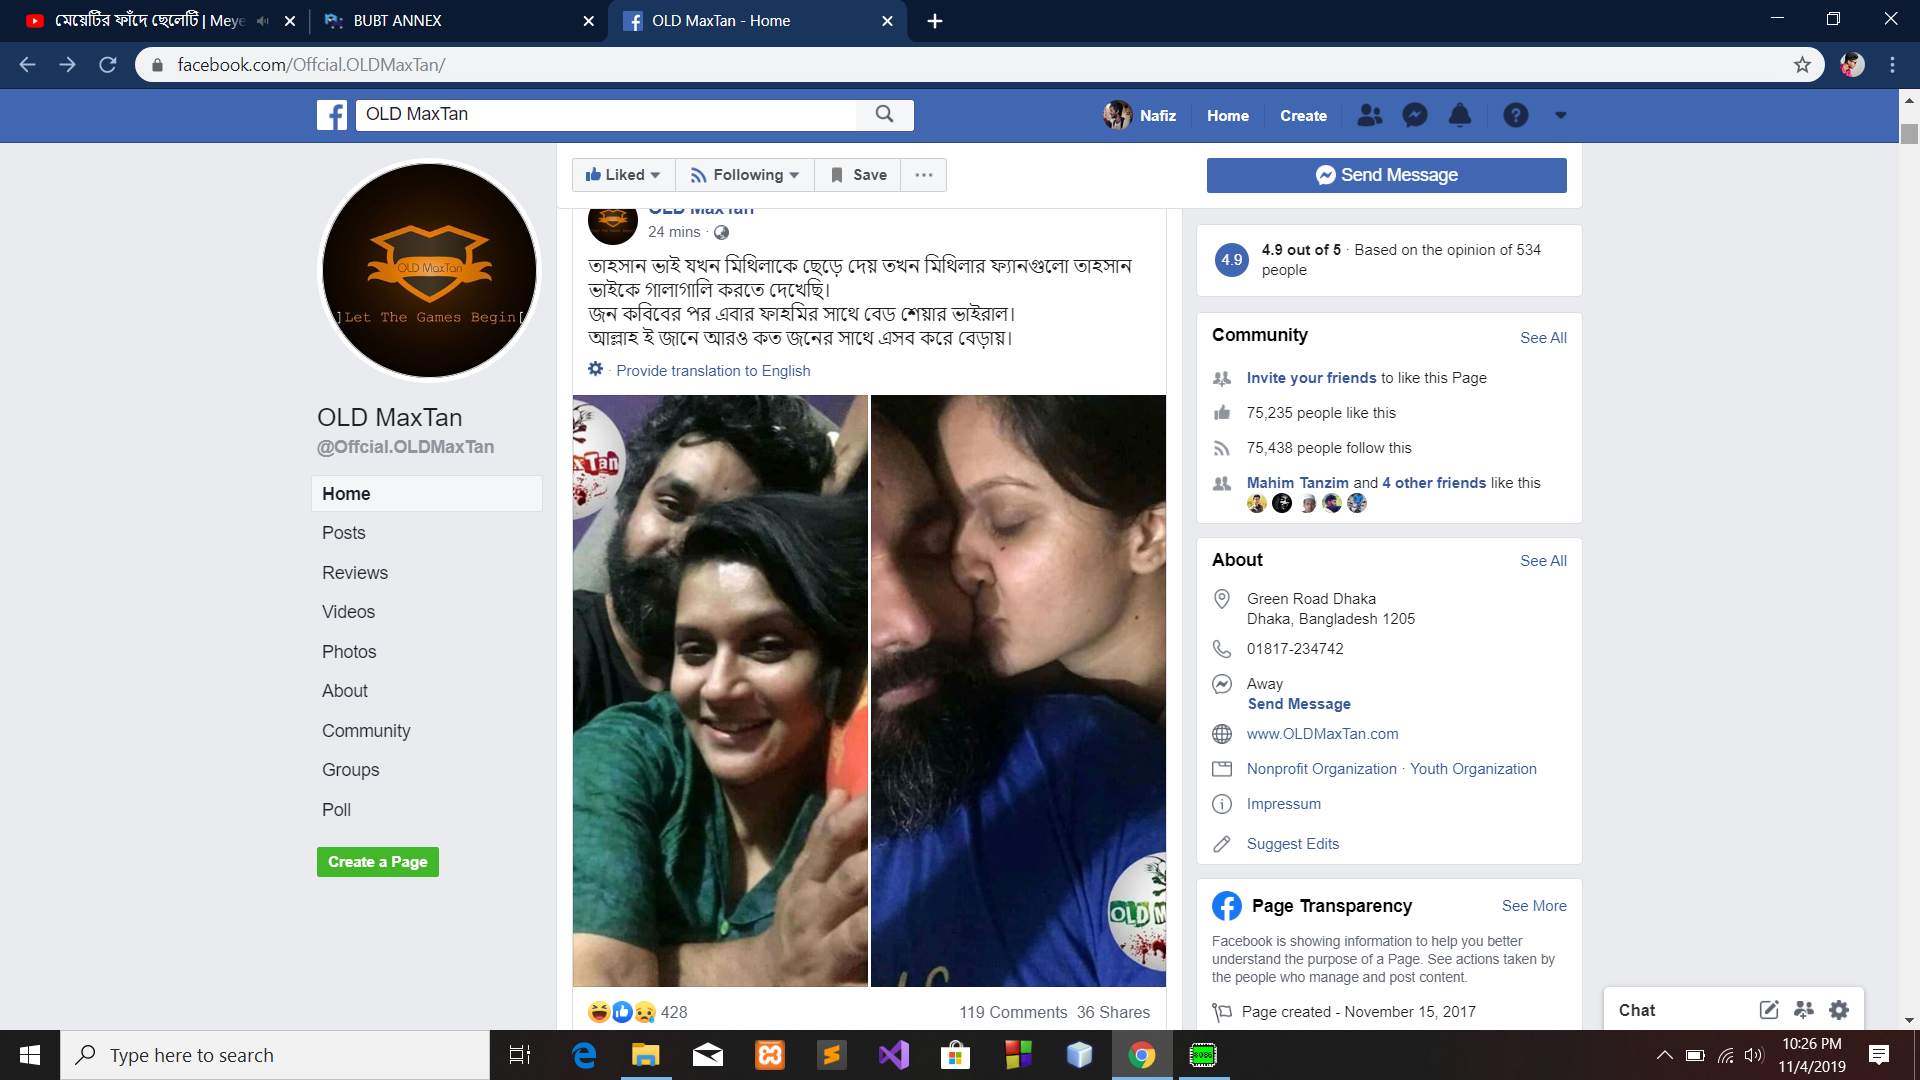 মেয়েটির ফাঁদে ছেলেটি | Meye
BUBT ANNEX
OLD MaxTan - Home
facebook.com/Offcial.OLDMaxTan/
OLD MaxTan
Nafiz
Home
Create
Liked
Following
Save
Send Message
OLD MaxTan
]Let The Games Begin[
OLD MaxTan
@Offcial.OLDMaxTan
Home
Posts
Reviews
Videos
Photos
About
Community
Groups
Poll
Create a Page
OLD MaxTan
24 mins ·
তাহসান ভাই যখন মিথিলাকে ছেড়ে দেয় তখন মিথিলার ফ্যানগুলো তাহসান
ভাইকে গালাগালি করতে দেখেছি।
জন কবিবের পর এবার ফাহমির সাথে বেড শেয়ার ভাইরাল।
আল্লাহ ই জানে আরও কত জনের সাথে এসব করে বেড়ায়।
· Provide translation to English
xTan
OLD M
428
119 Comments 36 Shares
4.9
4.9 out of 5 · Based on the opinion of 534
people
Community
See All
Invite your friends to like this Page
75,235 people like this
75,438 people follow this
Mahim Tanzim and 4 other friends like this
About
See All
Green Road Dhaka
Dhaka, Bangladesh 1205
01817-234742
Away
Send Message
www.OLDMaxTan.com
Nonprofit Organization · Youth Organization
Impressum
Suggest Edits
Page Transparency
See More
Facebook is showing information to help you better
understand the purpose of a Page. See actions taken by
the people who manage and post content.
Page created - November 15, 2017
Chat
Type here to search
8086
10:26 PM
11/4/2019